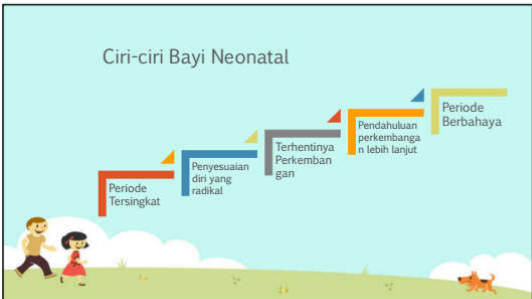 Ciri-ciri Bayi Neonatal
Periode
Tersingkat
Penyesuaian
diri yang
radikal
Terhentinya
Perkemban
gan
Pendahuluan
perkembanga
n lebih lanjut
Periode
Berbahaya